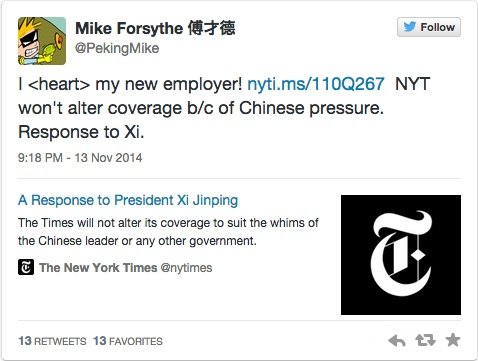 Mike Forsythe 傅才德
@PekingMike
Follow
I <heart> my new employer! nyti.ms/110Q267 NYT
won't alter coverage b/c of Chinese pressure.
Response to Xi.
9:18 PM - 13 Nov 2014
A Response to President Xi Jinping
The Times will not alter its coverage to suit the whims of
the Chinese leader or any other government.
T The New York Times @nytimes
T
13 RETWEETS 13 FAVORITES